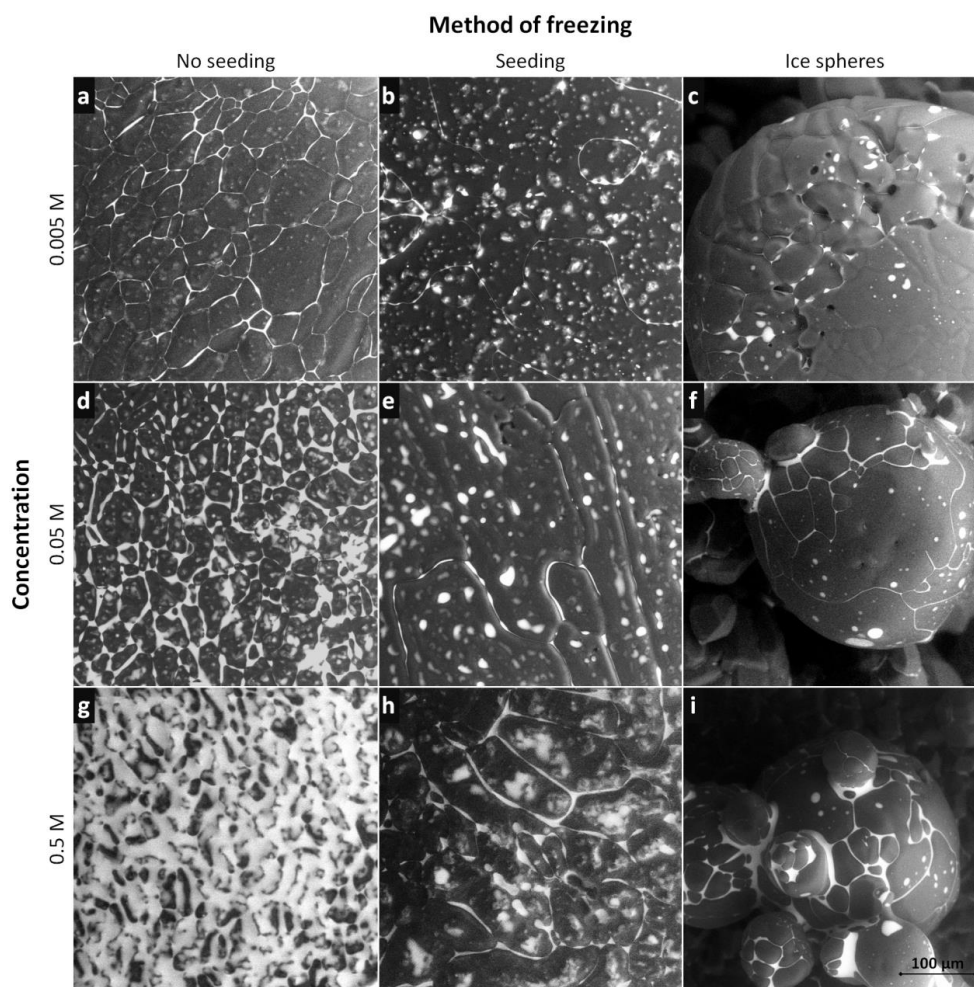 Method of freezing
No seeding
Seeding
Ice spheres
a
b
c
0.005 M
d
e
f
0.05 M
Concentration
g
h
i
0.5 M
100 µm